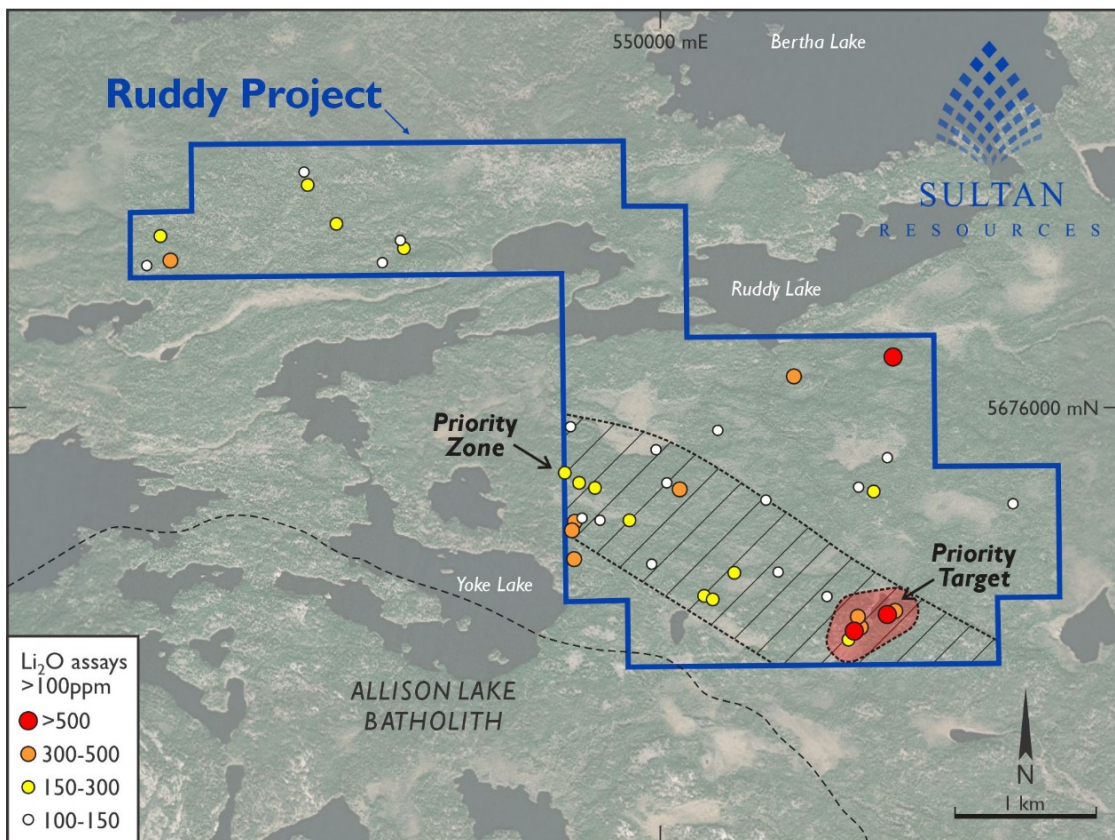 550000 mE
Bertha Lake
Ruddy Project
SULTAN
RESOURCES
Ruddy Lake
5676000 mN
Priority
Zone
Priority
Target
Yoke Lake
ALLISON LAKE
BATHOLITH
Li₂O assays
>100ppm
>500
300-500
150-300
100-150
N
1 km